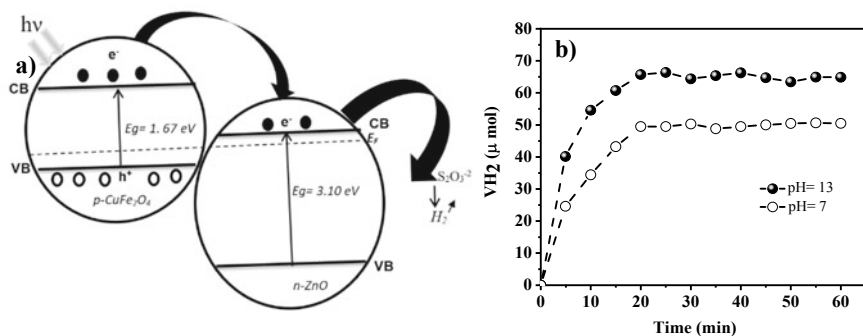 hν
a)
e⁻
CB
Eg= 1. 67 eV
VB
h⁺
p-CuFe₂O₄
e⁻
CB
E_F
Eg= 3.10 eV
VB
n-ZnO
S₂O₃⁻²
H₂
b)
VH₂ (μ mol)
80
70
60
50
40
30
20
10
0
pH= 13
pH= 7
0 10 20 30 40 50 60
Time (min)